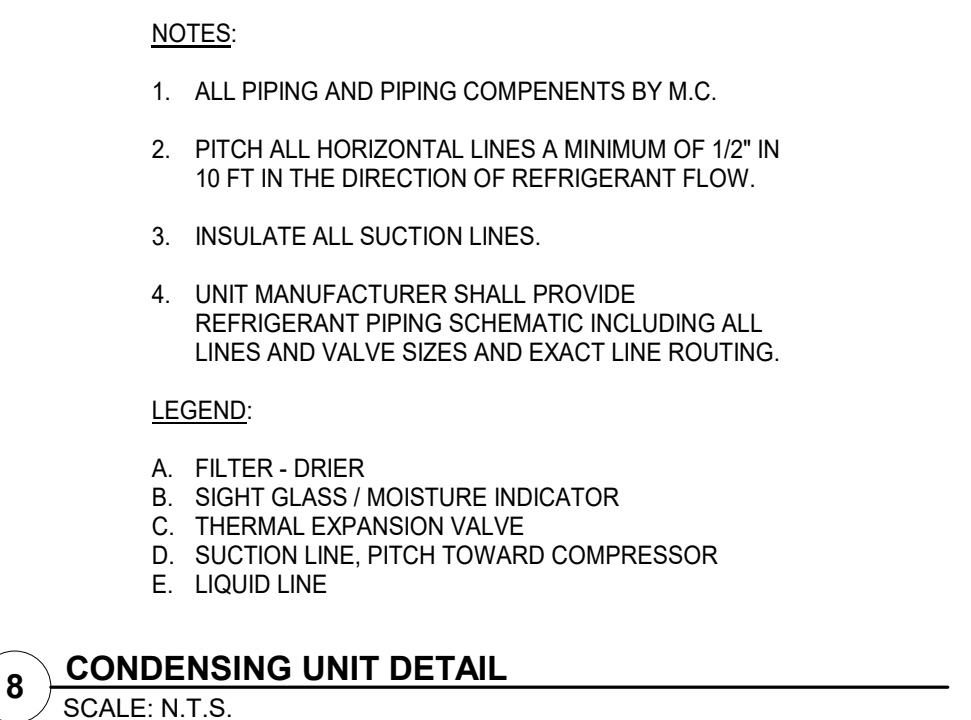 NOTES:
1. ALL PIPING AND PIPING COMPENENTS BY M.C.
2. PITCH ALL HORIZONTAL LINES A MINIMUM OF 1/2" IN
10 FT IN THE DIRECTION OF REFRIGERANT FLOW.
3. INSULATE ALL SUCTION LINES.
4. UNIT MANUFACTURER SHALL PROVIDE
REFRIGERANT PIPING SCHEMATIC INCLUDING ALL
LINES AND VALVE SIZES AND EXACT LINE ROUTING.
LEGEND:
A. FILTER - DRIER
B. SIGHT GLASS / MOISTURE INDICATOR
C. THERMAL EXPANSION VALVE
D. SUCTION LINE, PITCH TOWARD COMPRESSOR
E. LIQUID LINE
8 CONDENSING UNIT DETAIL
SCALE: N.T.S.